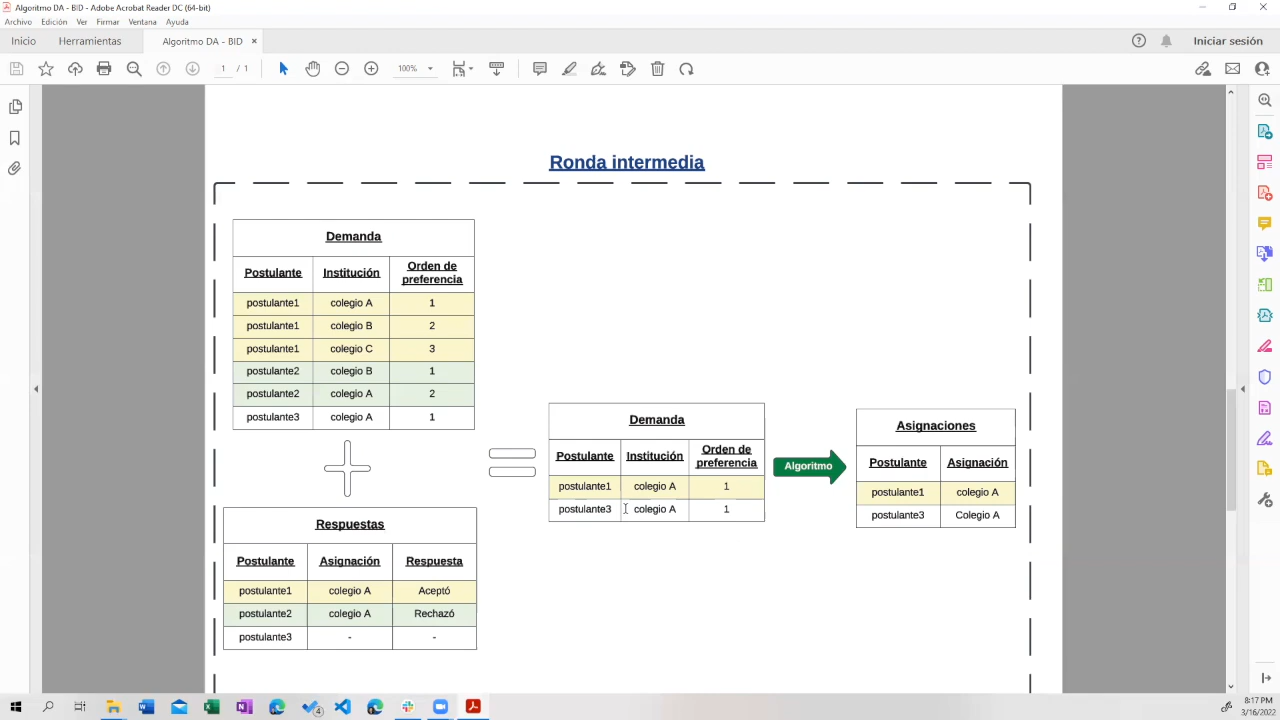 Algoritmo DA - BID - Adobe Acrobat Reader DC (64-bit)
Archivo Edición Ver Firmar Ventana Ayuda
Inicio Herramientas Algoritmo DA - BID × Iniciar sesión
1 / 1 100%
Ronda intermedia
Demanda
Postulante Institución Orden de preferencia
postulante1 colegio A 1
postulante1 colegio B 2
postulante1 colegio C 3
postulante2 colegio B 1
postulante2 colegio A 2
postulante3 colegio A 1
Respuestas
Postulante Asignación Respuesta
postulante1 colegio A Aceptó
postulante2 colegio A Rechazó
postulante3 - -
Demanda
Postulante Institución Orden de preferencia
postulante1 colegio A 1
postulante3 colegio A 1
Algoritmo
Asignaciones
Postulante Asignación
postulante1 colegio A
postulante3 Colegio A
4
8:17 PM
3/16/2022